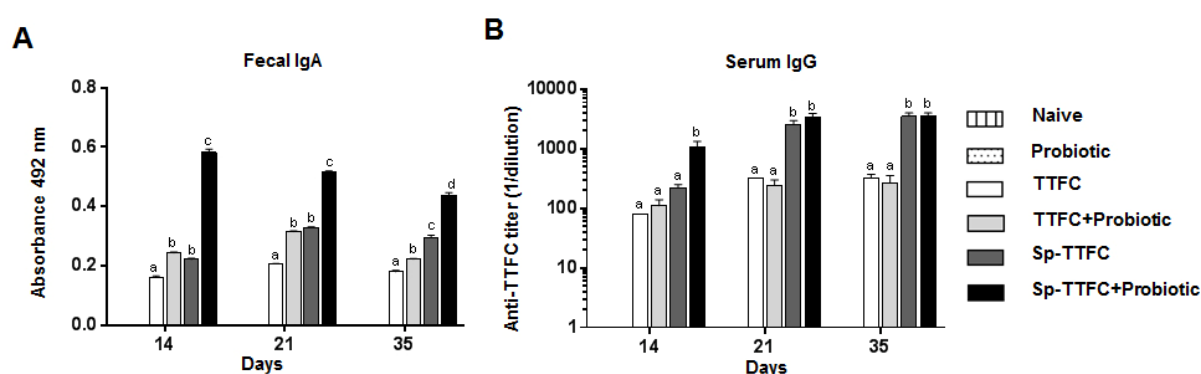 A
Fecal IgA
Absorbance 492 nm
0.8
0.6
0.4
0.2
0.0
a b b c
a b b c
a b c d
14 21 35
Days
B
Serum IgG
Anti-TTFC titer (1/dilution)
10000
1000
100
10
1
a a a b
a a b b
a a b b
14 21 35
Days
Naive
Probiotic
TTFC
TTFC+Probiotic
Sp-TTFC
Sp-TTFC+Probiotic